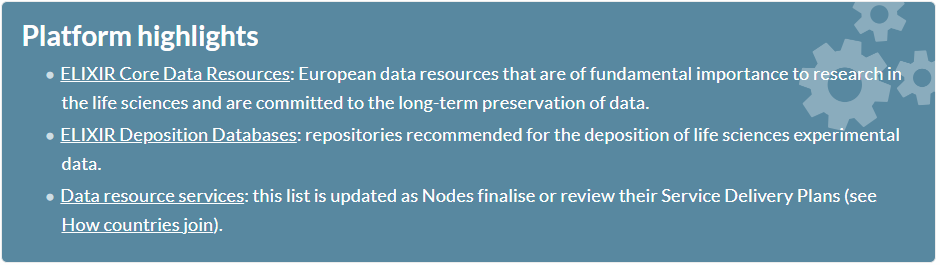 Platform highlights
ELIXIR Core Data Resources: European data resources that are of fundamental importance to research in
the life sciences and are committed to the long-term preservation of data.
ELIXIR Deposition Databases: repositories recommended for the deposition of life sciences experimental
data.
Data resource services: this list is updated as Nodes finalise or review their Service Delivery Plans (see
How countries join).